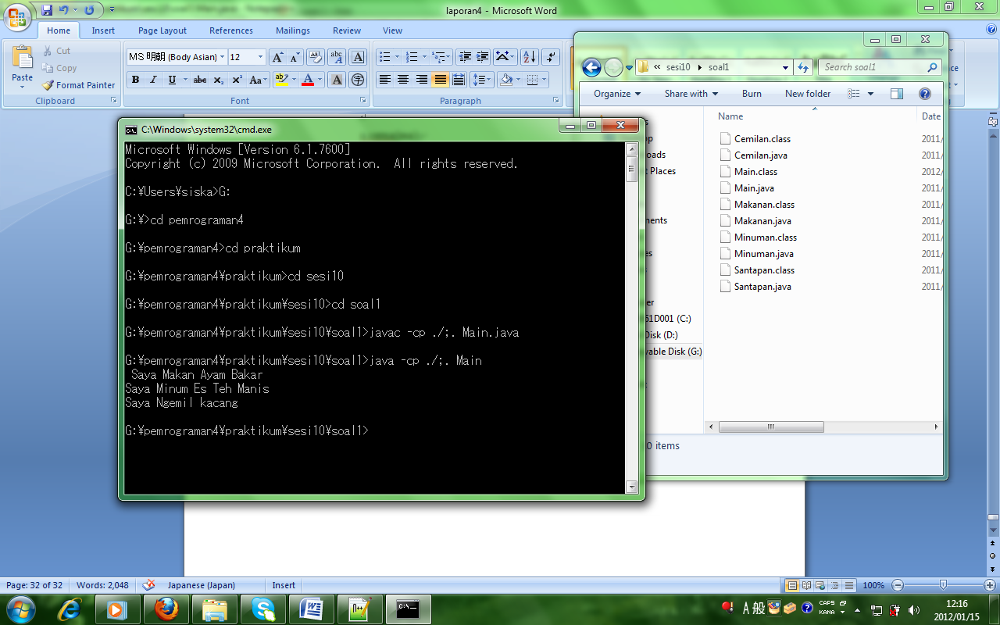 laporan4 - Microsoft Word
Home Insert Page Layout References Mailings Review View
Paste
Cut
Copy
Format Painter
Clipboard
MS 明朝 (Body Asian) 12
B I U abc X₂ X² Aa
Font
Paragraph
sesi10 soal1
Search soal1
Organize Share with Burn New folder
Name Date
Cemilan.class 2011/
Cemilan.java 2011/
Main.class 2012/
Main.java 2011/
Makanan.class 2011/
Makanan.java 2011/
Minuman.class 2011/
Minuman.java 2011/
Santapan.class 2011/
Santapan.java 2011/
oads
t Places
ments
es
er
51D001 (C:)
Disk (D:)
vable Disk (G:)
0 items
C:\Windows\system32\cmd.exe
Microsoft Windows [Version 6.1.7600]
Copyright (c) 2009 Microsoft Corporation.  All rights reserved.
C:¥Users¥siska>G:
G:¥>cd pemrograman4
G:¥pemrograman4>cd praktikum
G:¥pemrograman4¥praktikum>cd sesi10
G:¥pemrograman4¥praktikum¥sesi10>cd soal1
G:¥pemrograman4¥praktikum¥sesi10¥soal1>javac -cp ./;. Main.java
G:¥pemrograman4¥praktikum¥sesi10¥soal1>java -cp ./;. Main
Saya Makan Ayam Bakar
Saya Minum Es Teh Manis
Saya Ngemil kacang
G:¥pemrograman4¥praktikum¥sesi10¥soal1>
Page: 32 of 32 Words: 2,048 Japanese (Japan) Insert 100%
A 般 CAPS KANA
12:16
2012/01/15